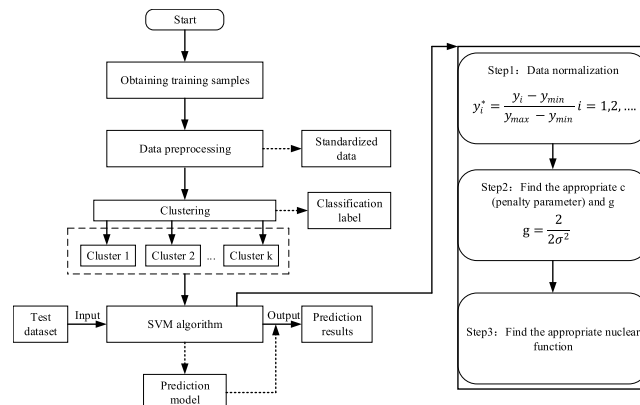 Start
Obtaining training samples
Data preprocessing
Standardized
data
Clustering
Classification
label
Cluster 1
Cluster 2
...
Cluster k
Test
dataset
Input
SVM algorithm
Output
Prediction
results
Prediction
model
Step1：Data normalization
y_i^* = (y_i − y_min)/(y_max − y_min) i = 1,2, ….
Step2：Find the appropriate c
(penalty parameter) and g
g = 2/(2σ^2)
Step3：Find the appropriate nuclear
function